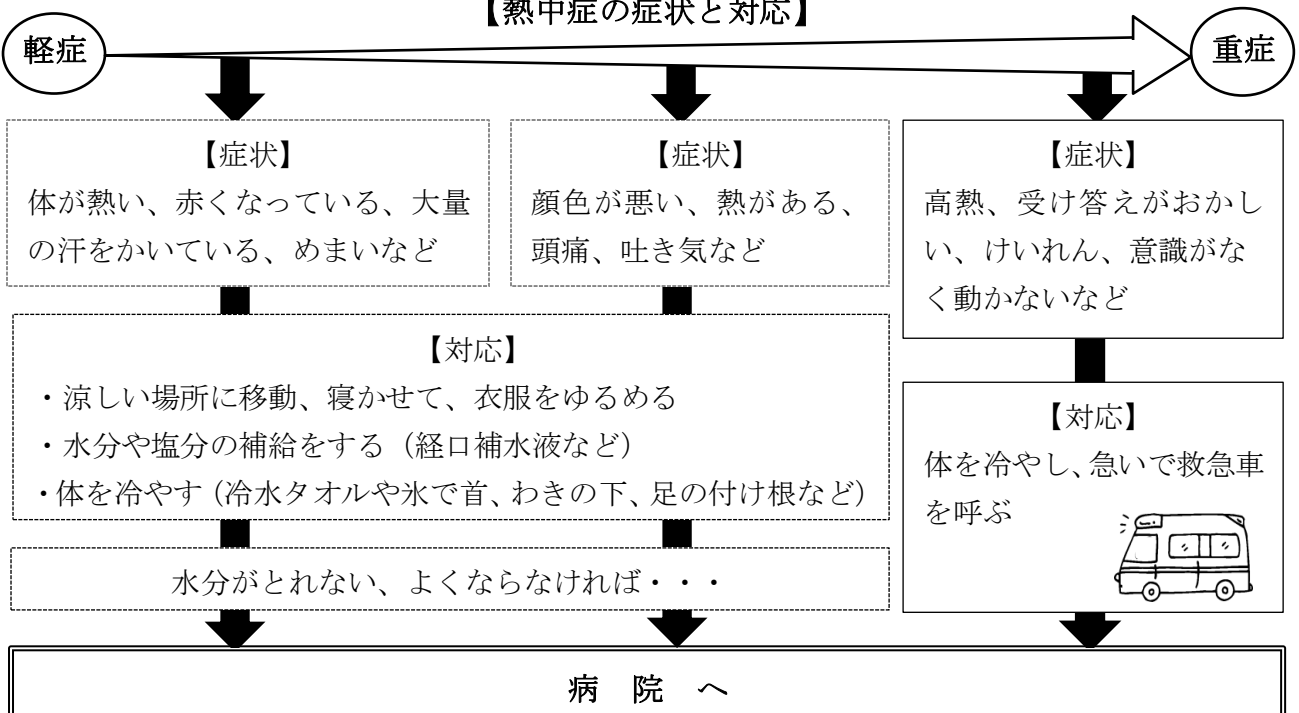 【熱中症の症状と対応】
軽症
重症
【症状】
体が熱い、赤くなっている、大量
の汗をかいている、めまいなど
【症状】
顔色が悪い、熱がある、
頭痛、吐き気など
【症状】
高熱、受け答えがおかし
い、けいれん、意識がな
く動かないなど
【対応】
・涼しい場所に移動、寝かせて、衣服をゆるめる
・水分や塩分の補給をする（経口補水液など）
・体を冷やす（冷水タオルや氷で首、わきの下、足の付け根など）
【対応】
体を冷やし、急いで救急車
を呼ぶ
水分がとれない、よくならなければ・・・
病　院　へ